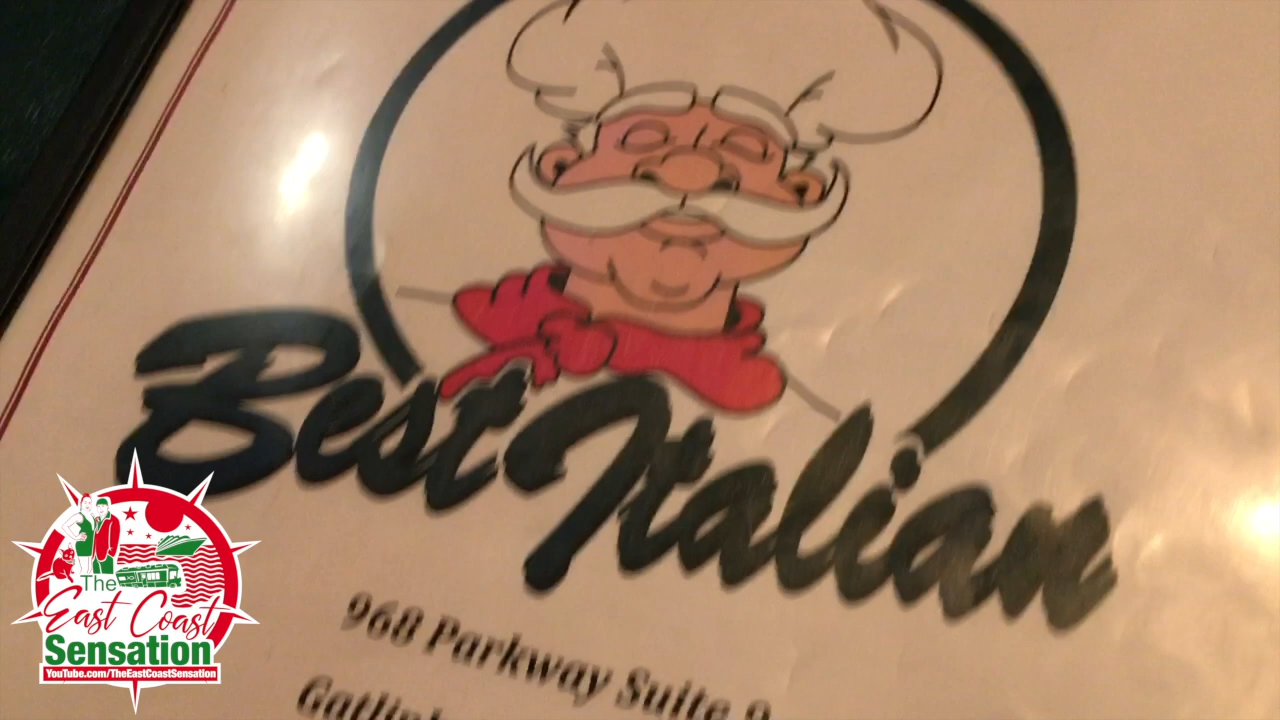 Best Italian
968 Parkway Suite 9
The
East Coast
Sensation
YouTube.com/TheEastCoastSensation